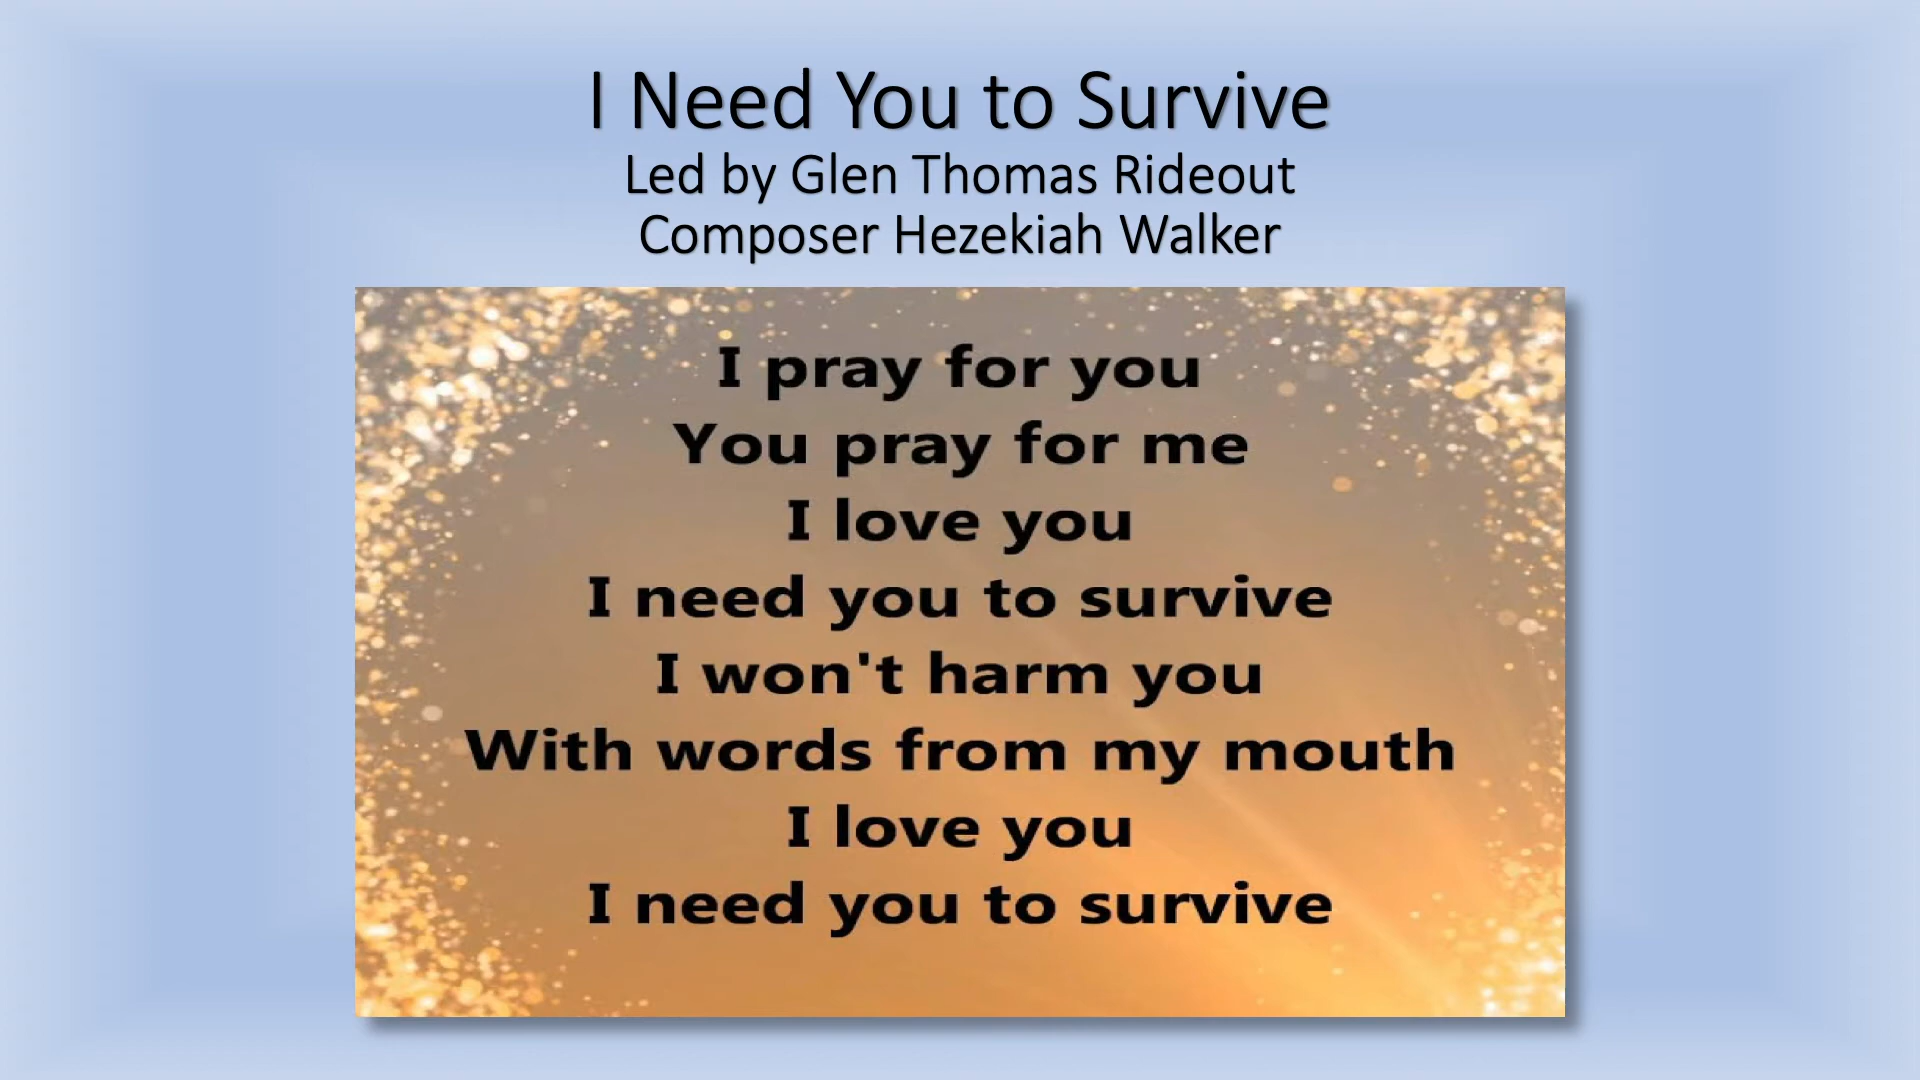 I Need You to Survive
Led by Glen Thomas Rideout
Composer Hezekiah Walker
I pray for you
You pray for me
I love you
I need you to survive
I won't harm you
With words from my mouth
I love you
I need you to survive